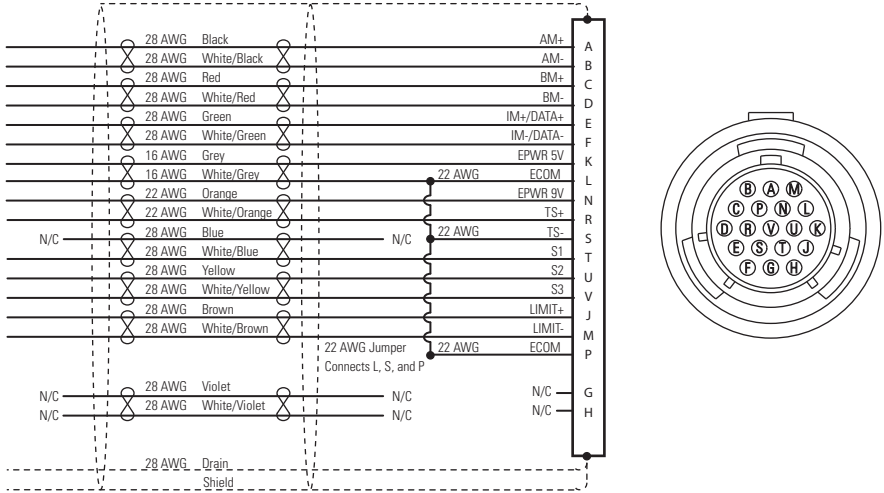 28 AWG Black AM+ A
28 AWG White/Black AM- B
28 AWG Red BM+ C
28 AWG White/Red BM- D
28 AWG Green IM+/DATA+ E
28 AWG White/Green IM-/DATA- F
16 AWG Grey EPWR 5V K
16 AWG White/Grey 22 AWG ECOM L
22 AWG Orange EPWR 9V N
22 AWG White/Orange TS+ R
N/C 28 AWG Blue N/C 22 AWG TS- S
28 AWG White/Blue S1 T
28 AWG Yellow S2 U
28 AWG White/Yellow S3 V
28 AWG Brown LIMIT+ J
28 AWG White/Brown LIMIT- M
22 AWG Jumper 22 AWG ECOM P
Connects L, S, and P
N/C 28 AWG Violet N/C N/C G
N/C 28 AWG White/Violet N/C N/C H
28 AWG Drain
Shield
B A M
C P N L
D R V U K
E S T J
F G H